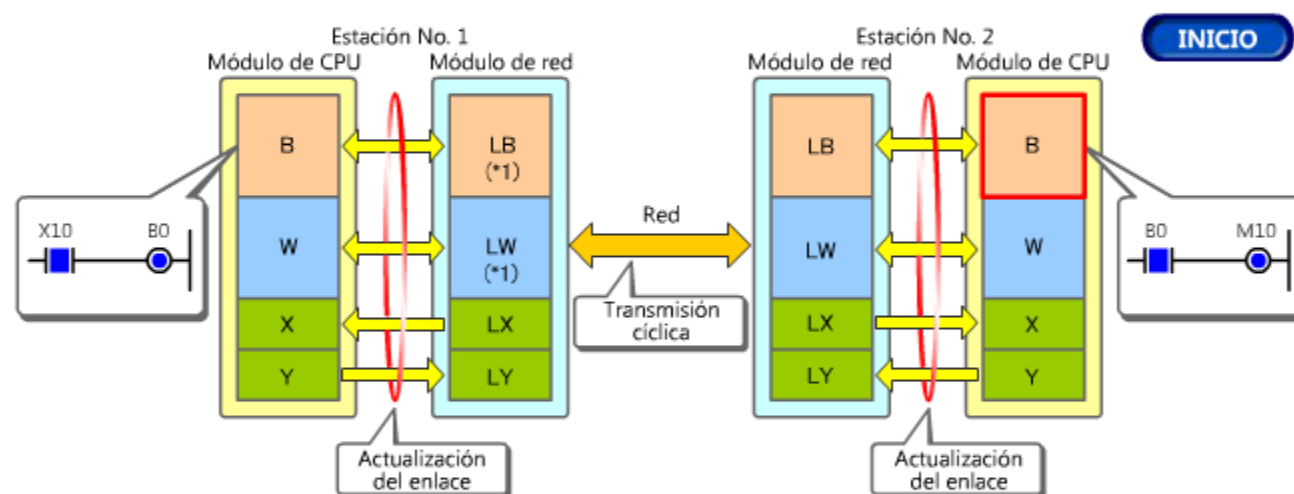 Estación No. 1
Módulo de CPU
Módulo de red
Estación No. 2
Módulo de red
Módulo de CPU
INICIO
B
LB
(*1)
LB
B
X10
B0
W
LW
(*1)
Red
LW
W
B0
M10
Transmisión
cíclica
X
LX
LX
X
Y
LY
LY
Y
Actualización
del enlace
Actualización
del enlace